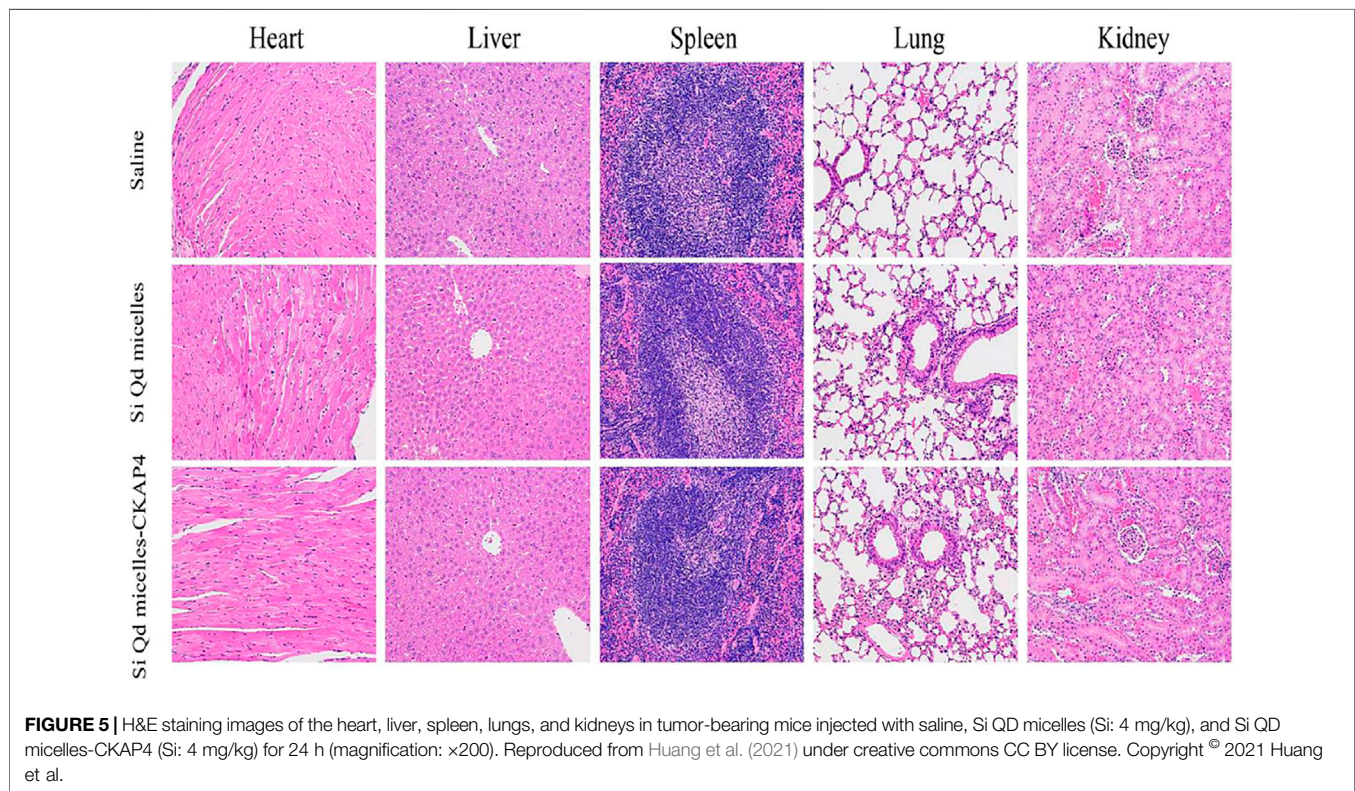 Heart Liver Spleen Lung Kidney
Saline
Si Qd micelles
Si Qd micelles-CKAP4
FIGURE 5 | H&E staining images of the heart, liver, spleen, lungs, and kidneys in tumor-bearing mice injected with saline, Si QD micelles (Si: 4 mg/kg), and Si QD
micelles-CKAP4 (Si: 4 mg/kg) for 24 h (magnification: ×200). Reproduced from Huang et al. (2021) under creative commons CC BY license. Copyright © 2021 Huang
et al.